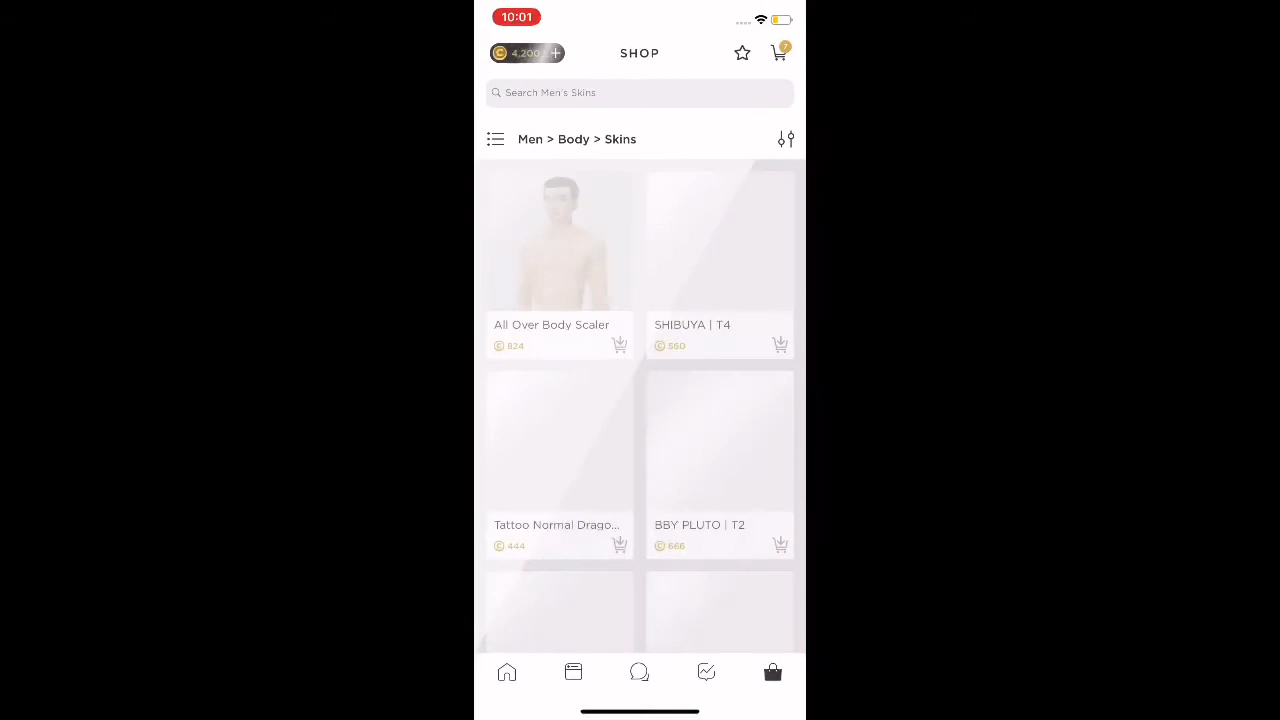 10:01
4,200 +
SHOP
7
Search Men's Skins
Men > Body > Skins
All Over Body Scaler
824
SHIBUYA | T4
560
Tattoo Normal Drago...
444
BBY PLUTO | T2
666